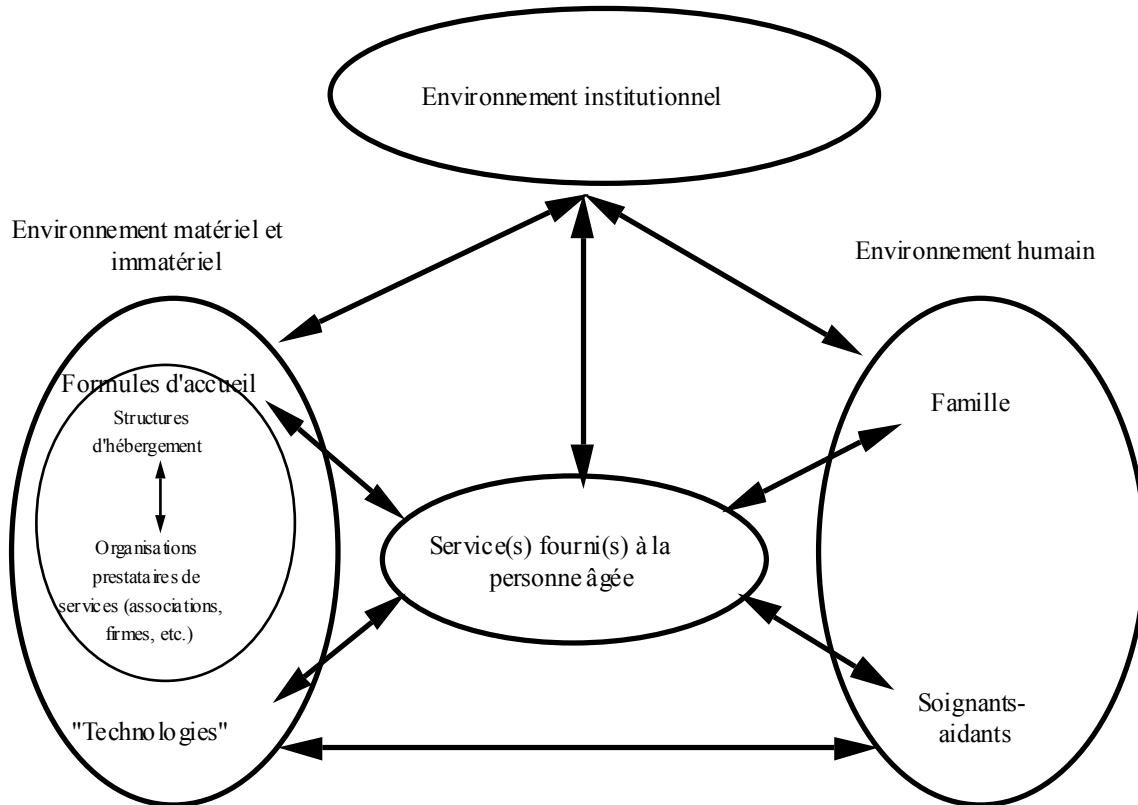 Environnement institutionnel
Environnement matériel et
immatériel
Environnement humain
Formules d'accueil
Structures
d'hébergement
Organisations
prestataires de
services (associations,
firmes, etc.)
"Technologies"
Service(s) fourni(s) à la
personne âgée
Famille
Soignants-
aidants